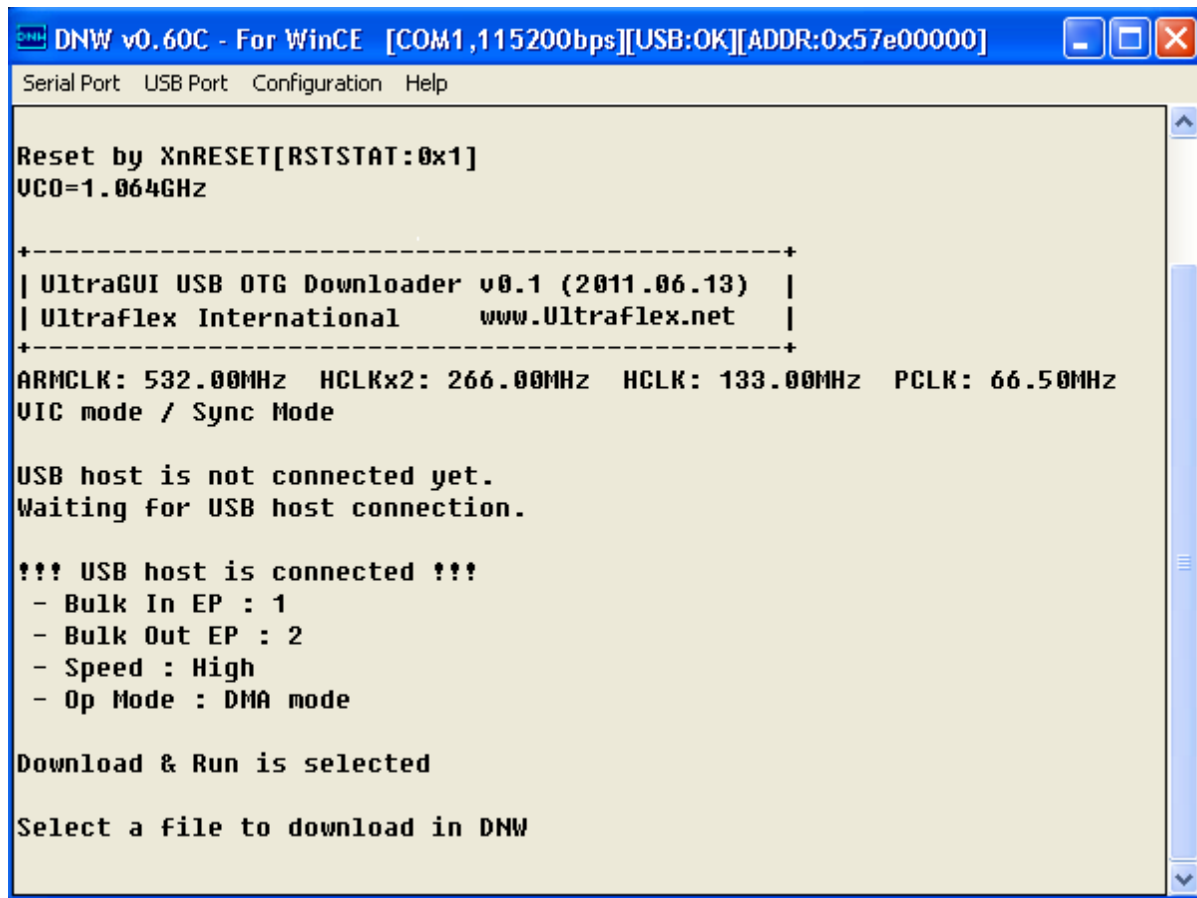 DNW v0.60C - For WinCE [COM1,115200bps][USB:OK][ADDR:0x57e00000]
Serial Port USB Port Configuration Help
Reset by XnRESET[RSTSTAT:0x1]
VCO=1.064GHz
+-----------------------------------------------+
| UltraGUI USB OTG Downloader v0.1 (2011.06.13) |
| Ultraflex International www.Ultraflex.net |
+-----------------------------------------------+
ARMCLK: 532.00MHz HCLKx2: 266.00MHz HCLK: 133.00MHz PCLK: 66.50MHz
VIC mode / Sync Mode
USB host is not connected yet.
Waiting for USB host connection.
!!! USB host is connected !!!
- Bulk In EP : 1
- Bulk Out EP : 2
- Speed : High
- Op Mode : DMA mode
Download & Run is selected
Select a file to download in DNW